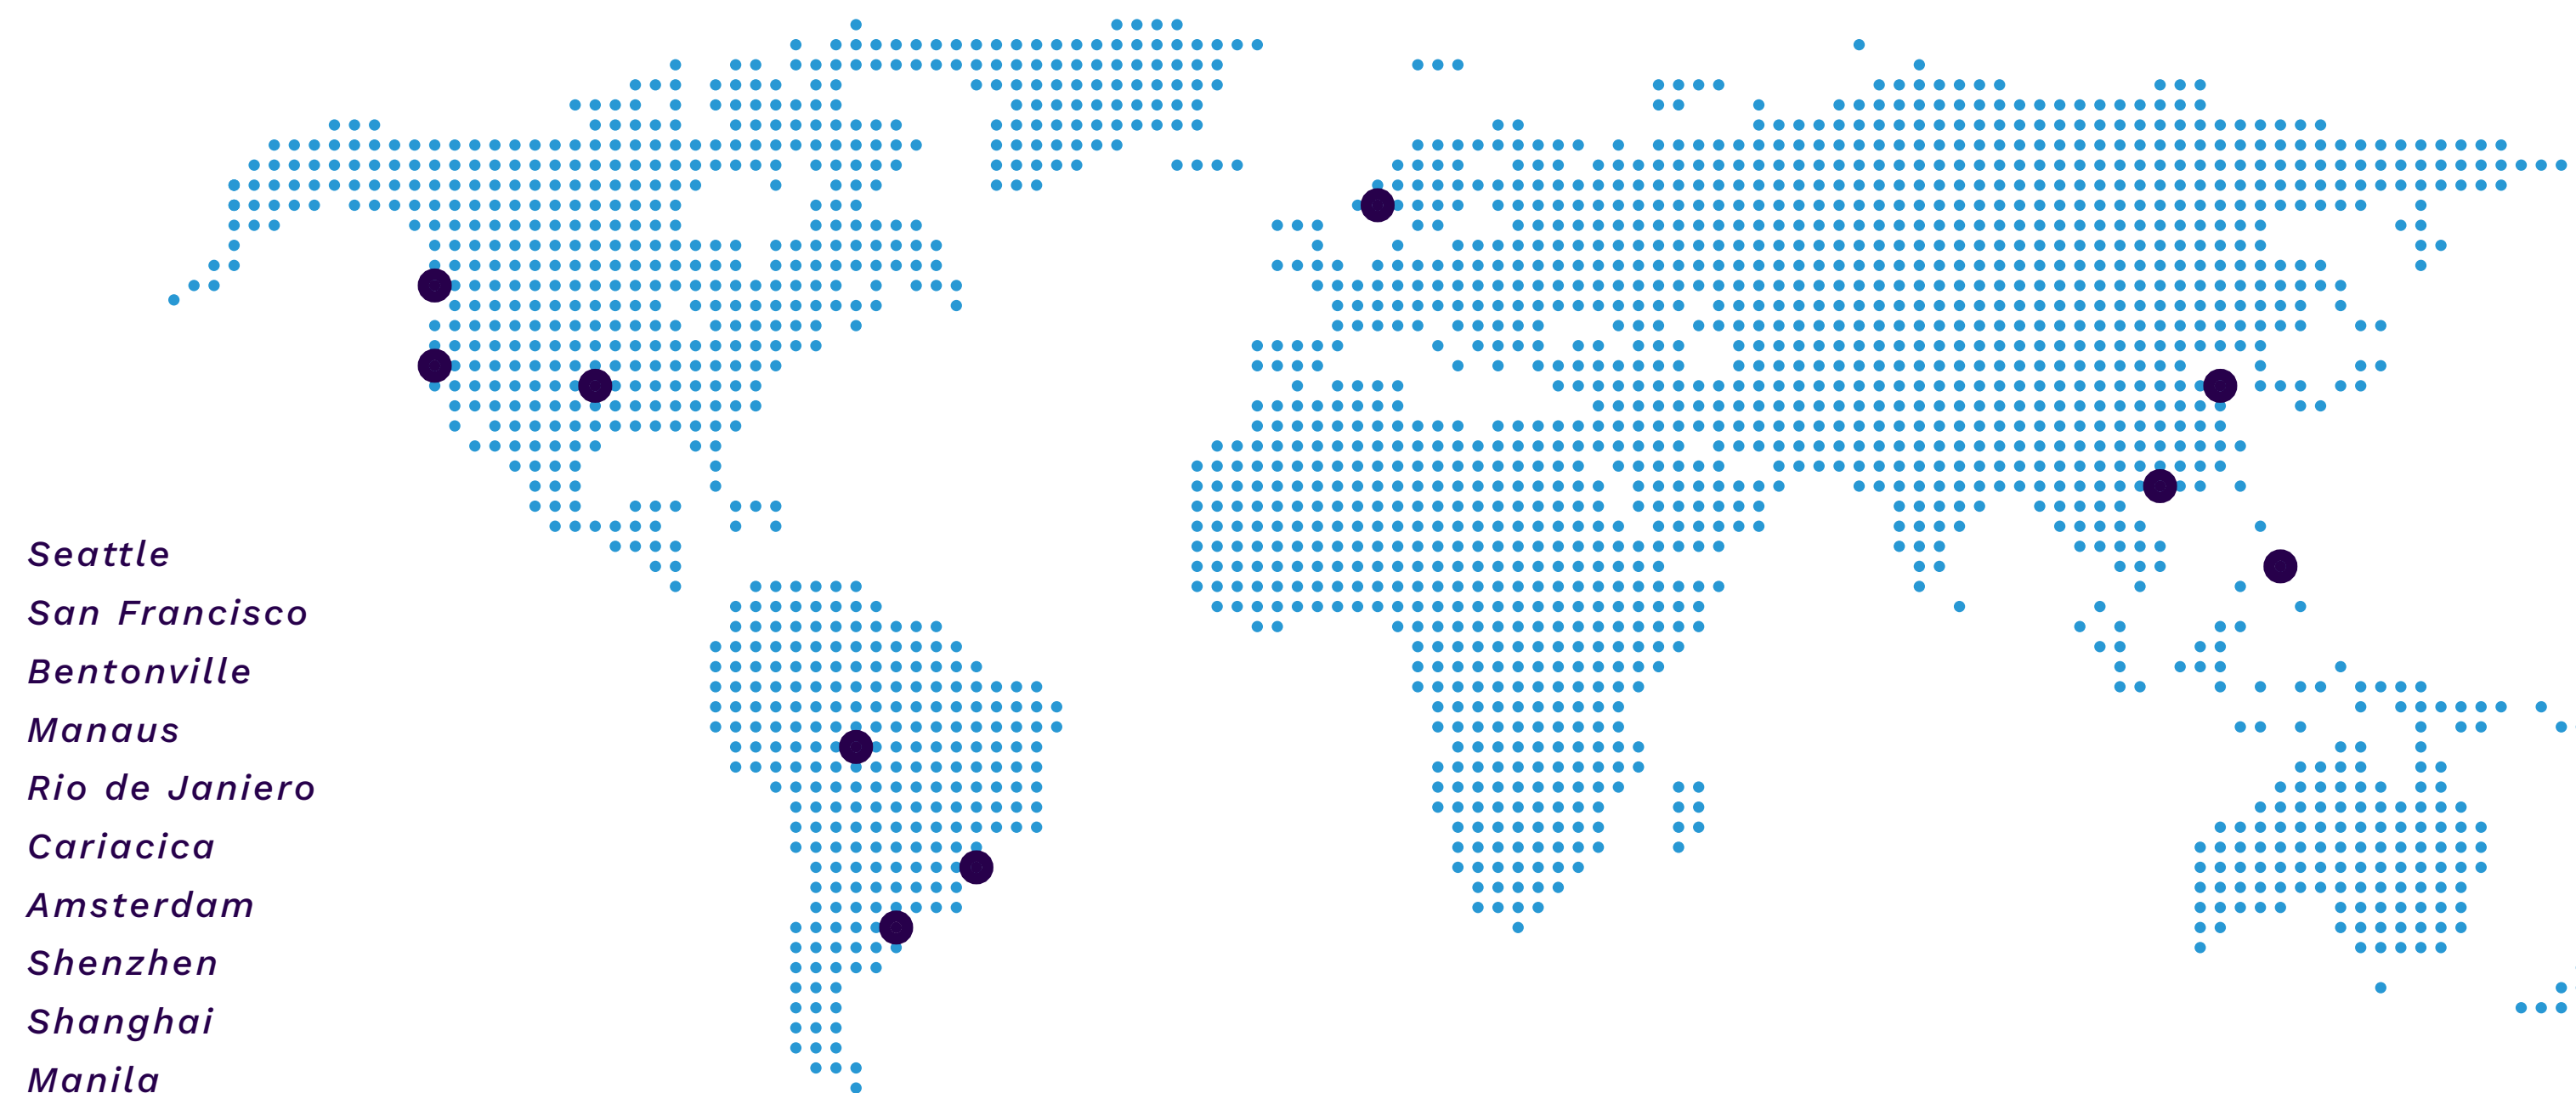 Seattle
San Francisco
Bentonville
Manaus
Rio de Janiero
Cariacica
Amsterdam
Shenzhen
Shanghai
Manila